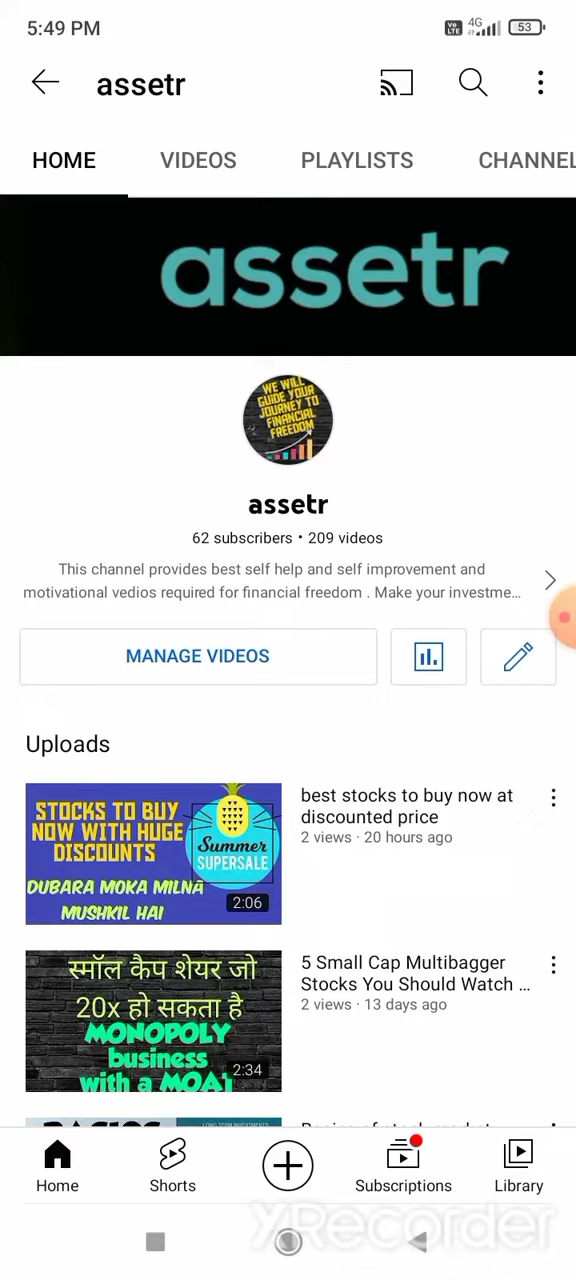 5:49 PM
Vo LTE 4G 53
assetr
HOME VIDEOS PLAYLISTS CHANNEL
assetr
WE WILL
GUIDE YOUR
JOURNEY TO
FINANCIAL
FREEDOM
assetr
62 subscribers • 209 videos
This channel provides best self help and self improvement and
motivational vedios required for financial freedom . Make your investme...
MANAGE VIDEOS
Uploads
STOCKS TO BUY
NOW WITH HUGE
DISCOUNTS
Summer
SUPERSALE
DUBARA MOKA MILNA
MUSHKIL HAI
2:06
best stocks to buy now at
discounted price
2 views · 20 hours ago
स्मॉल कैप शेयर जो
20x हो सकता है
MONOPOLY
business
with a MOAT
2:34
5 Small Cap Multibagger
Stocks You Should Watch ...
2 views · 13 days ago
Home Shorts Subscriptions Library
XRecorder